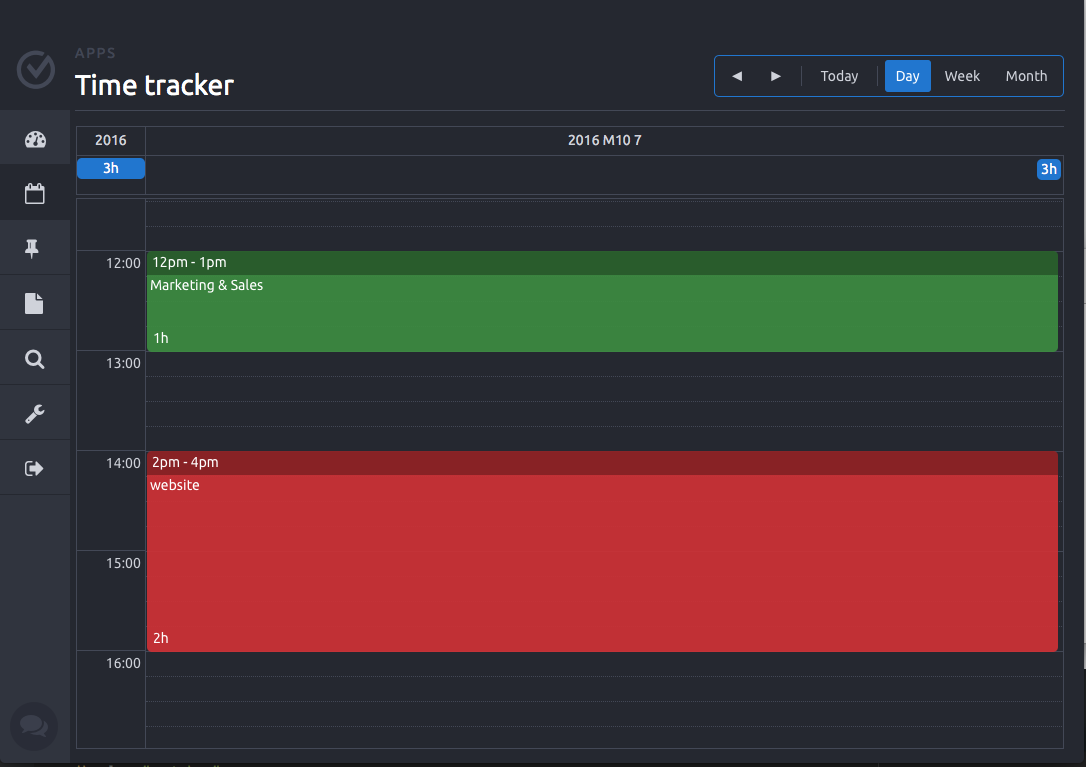 APPS
Time tracker
◀ ▶ Today Day Week Month
2016 2016 M10 7
3h 3h
12:00 12pm - 1pm
Marketing & Sales
1h
13:00
14:00 2pm - 4pm
website
15:00
2h
16:00